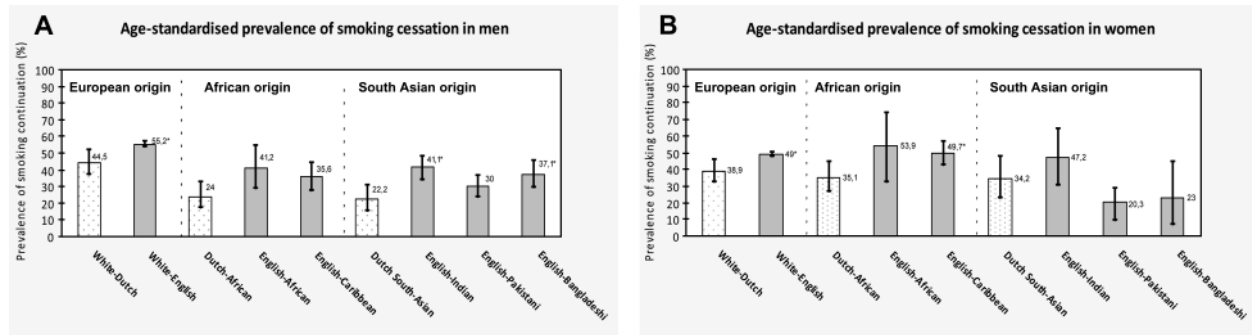 A
Age-standardised prevalence of smoking cessation in men
Prevalence of smoking continuation (%)
100
90
80
70
60
50
40
30
20
10
0
European origin
African origin
South Asian origin
44,5
55,2*
24
41,2
35,6
22,2
41,1*
30
37,1*
White-Dutch
White-English
Dutch-African
English-African
English-Caribbean
Dutch South-Asian
English-Indian
English-Pakistani
English-Bangladeshi
B
Age-standardised prevalence of smoking cessation in women
Prevalence of smoking continuation (%)
100
90
80
70
60
50
40
30
20
10
0
European origin
African origin
South Asian origin
38,9
49*
35,1
53,9
49,7*
34,2
47,2
20,3
23
White-Dutch
White-English
Dutch-African
English-African
English-Caribbean
Dutch South-Asian
English-Indian
English-Pakistani
English-Bangladeshi